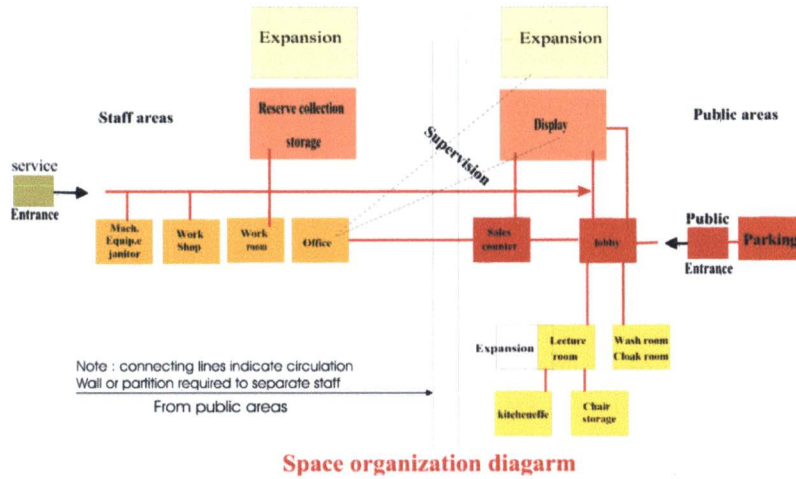 Expansion
Expansion
Staff areas
Reserve collection
storage
Display
Public areas
Supervision
service
Entrance
Mach.
Equip.e
janitor
Work
Shop
Work
room
Office
Sales
counter
lobby
Public
Entrance
Parking
Expansion
Lecture
room
Wash room
Cloak room
Note : connecting lines indicate circulation
Wall or partition required to separate staff
From public areas
kitcheneffe
Chair
storage
Space organization diagarm